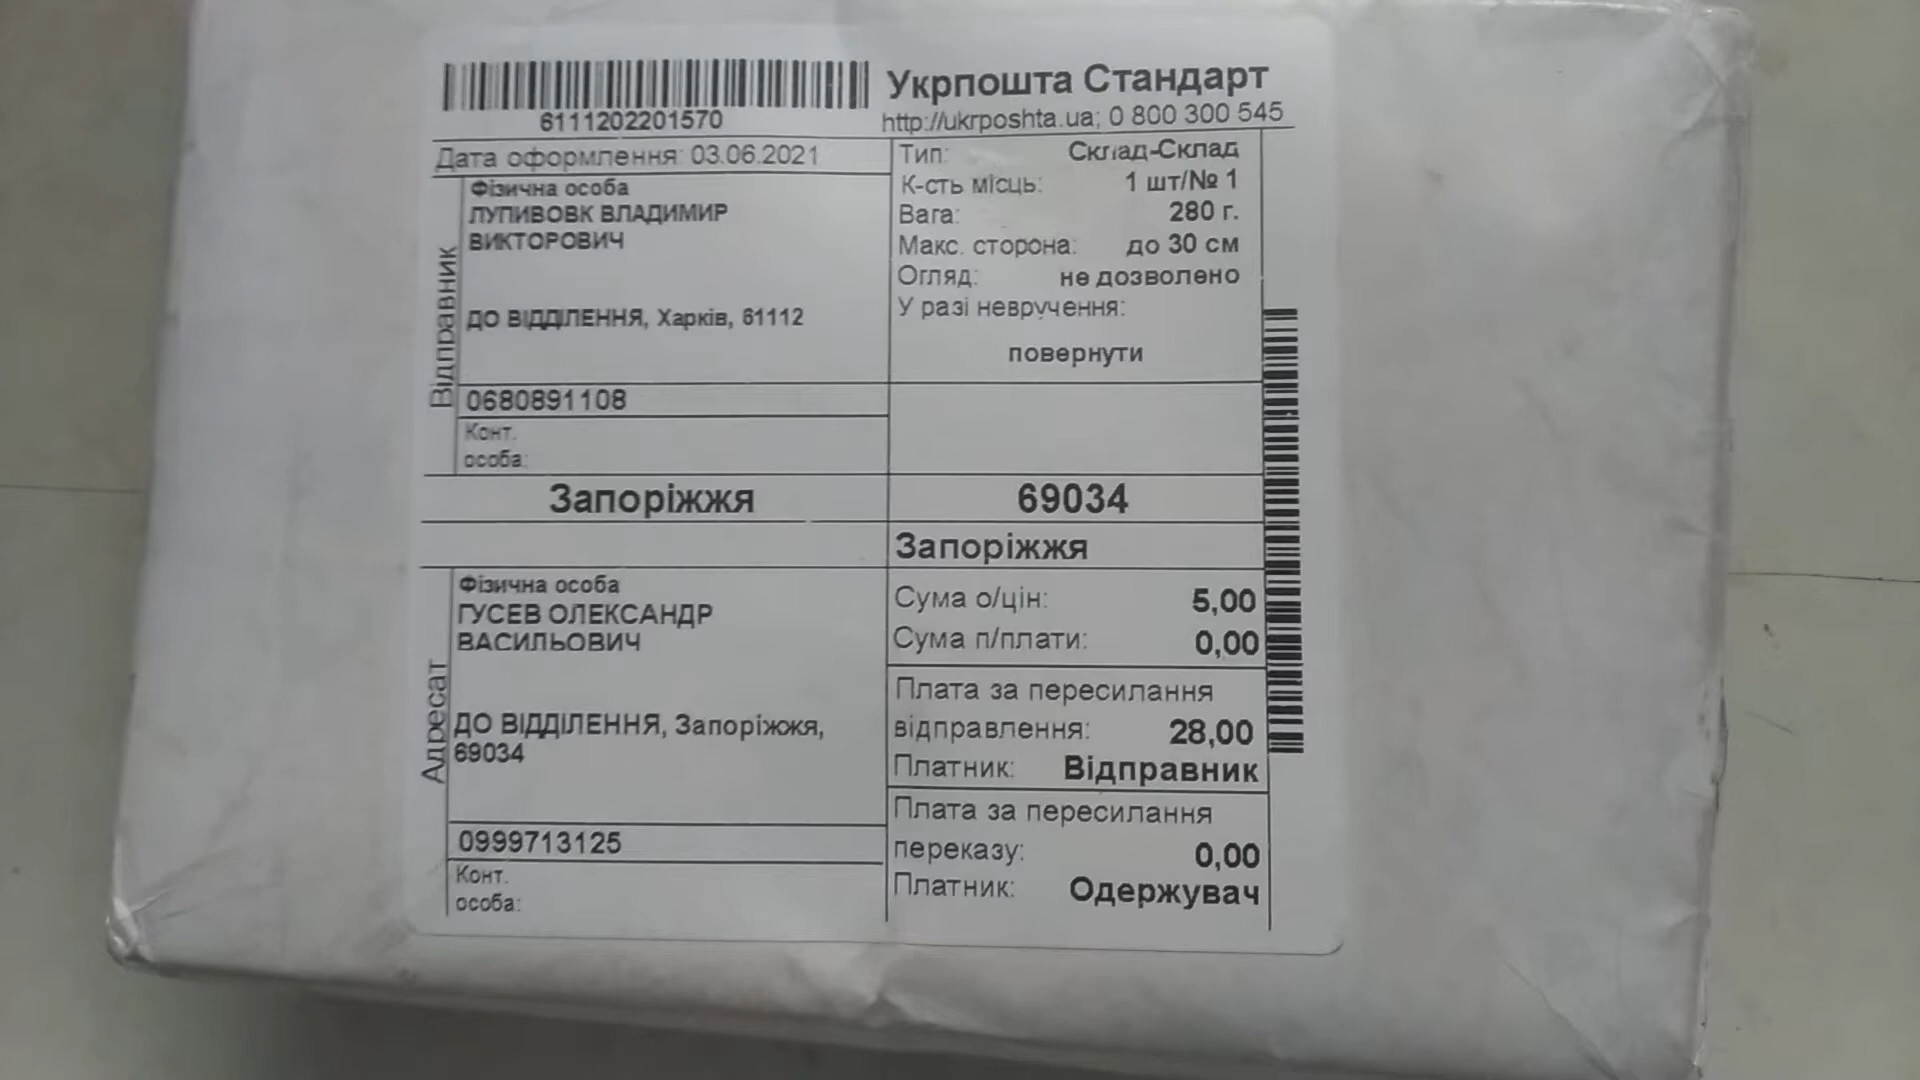 6111202201570
Укрпошта Стандарт
http://ukrposhta.ua; 0 800 300 545
Дата оформлення: 03.06.2021
Відправник
Фізична особа
ЛУПИВОВК ВЛАДИМИР
ВИКТОРОВИЧ
ДО ВІДДІЛЕННЯ, Харків, 61112
0680891108
Конт.
особа:
Тип: Склад-Склад
К-сть місць: 1 шт/№ 1
Вага: 280 г.
Макс. сторона: до 30 см
Огляд: не дозволено
У разі невручення:
повернути
Запоріжжя 69034
Запоріжжя
Адресат
Фізична особа
ГУСЕВ ОЛЕКСАНДР
ВАСИЛЬОВИЧ
ДО ВІДДІЛЕННЯ, Запоріжжя,
69034
0999713125
Конт.
особа:
Сума о/цін: 5,00
Сума п/плати: 0,00
Плата за пересилання
відправлення: 28,00
Платник: Відправник
Плата за пересилання
переказу: 0,00
Платник: Одержувач